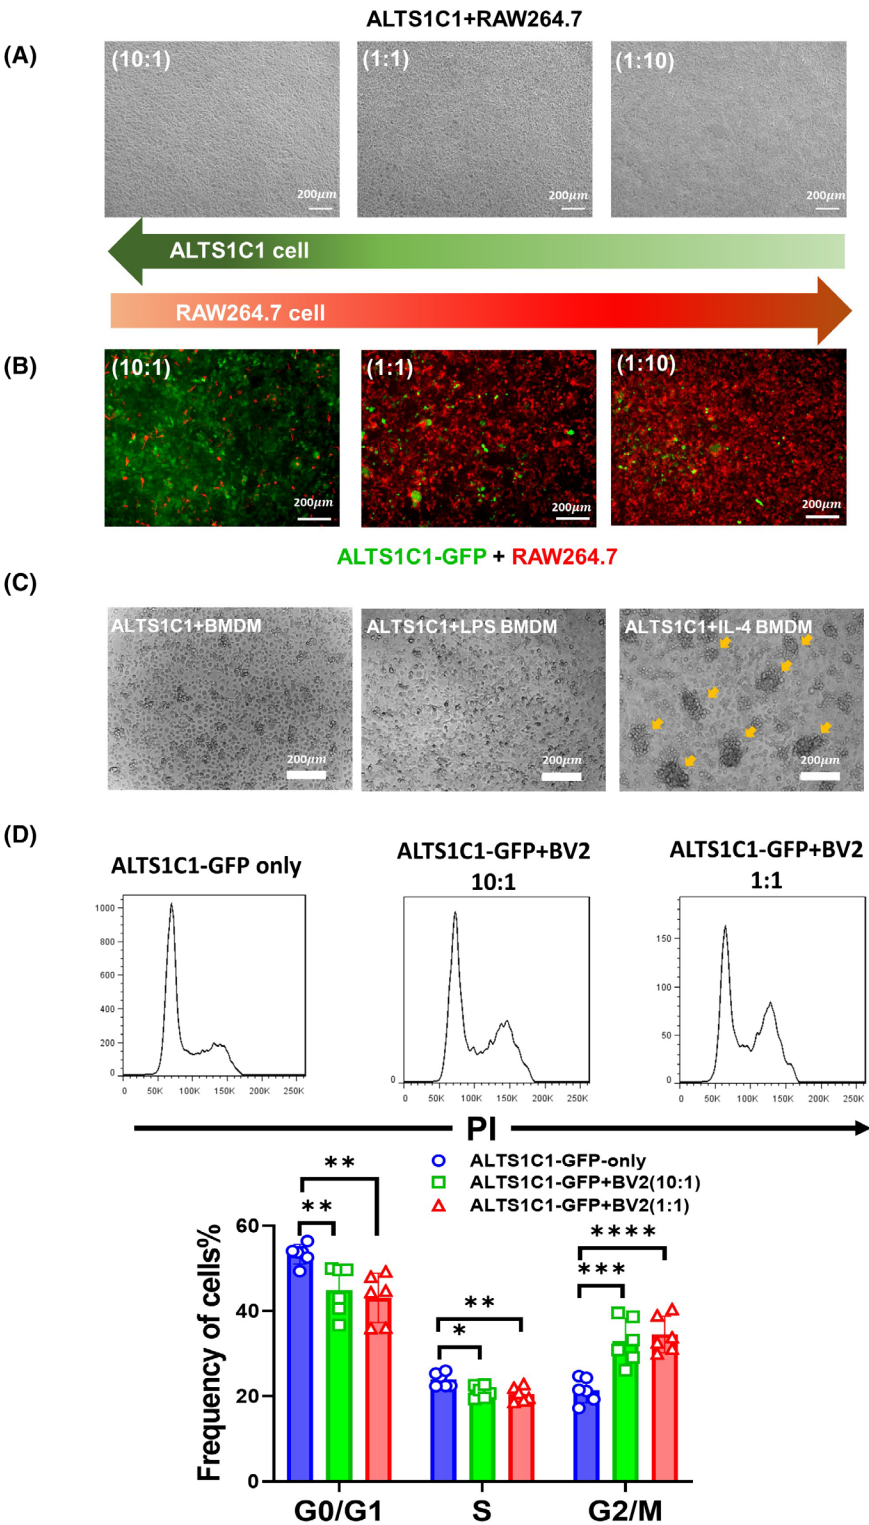 ALTS1C1+RAW264.7
(A)
(10:1) (1:1) (1:10)
200μm 200μm 200μm
ALTS1C1 cell
RAW264.7 cell
(B)
(10:1) (1:1) (1:10)
200μm 200μm 200μm
ALTS1C1-GFP + RAW264.7
(C)
ALTS1C1+BMDM ALTS1C1+LPS BMDM ALTS1C1+IL-4 BMDM
200μm 200μm 200μm
(D)
ALTS1C1-GFP only
ALTS1C1-GFP+BV2
10:1
ALTS1C1-GFP+BV2
1:1
1000
800
600
400
200
0
0 50K 100K 150K 200K 250K
0
0 50K 100K 150K 200K 250K
150
100
50
0
0 50K 100K 150K 200K 250K
PI
ALTS1C1-GFP-only
ALTS1C1-GFP+BV2(10:1)
ALTS1C1-GFP+BV2(1:1)
Frequency of cells%
60
40
20
0
**
**
**
*
****
***
G0/G1 S G2/M